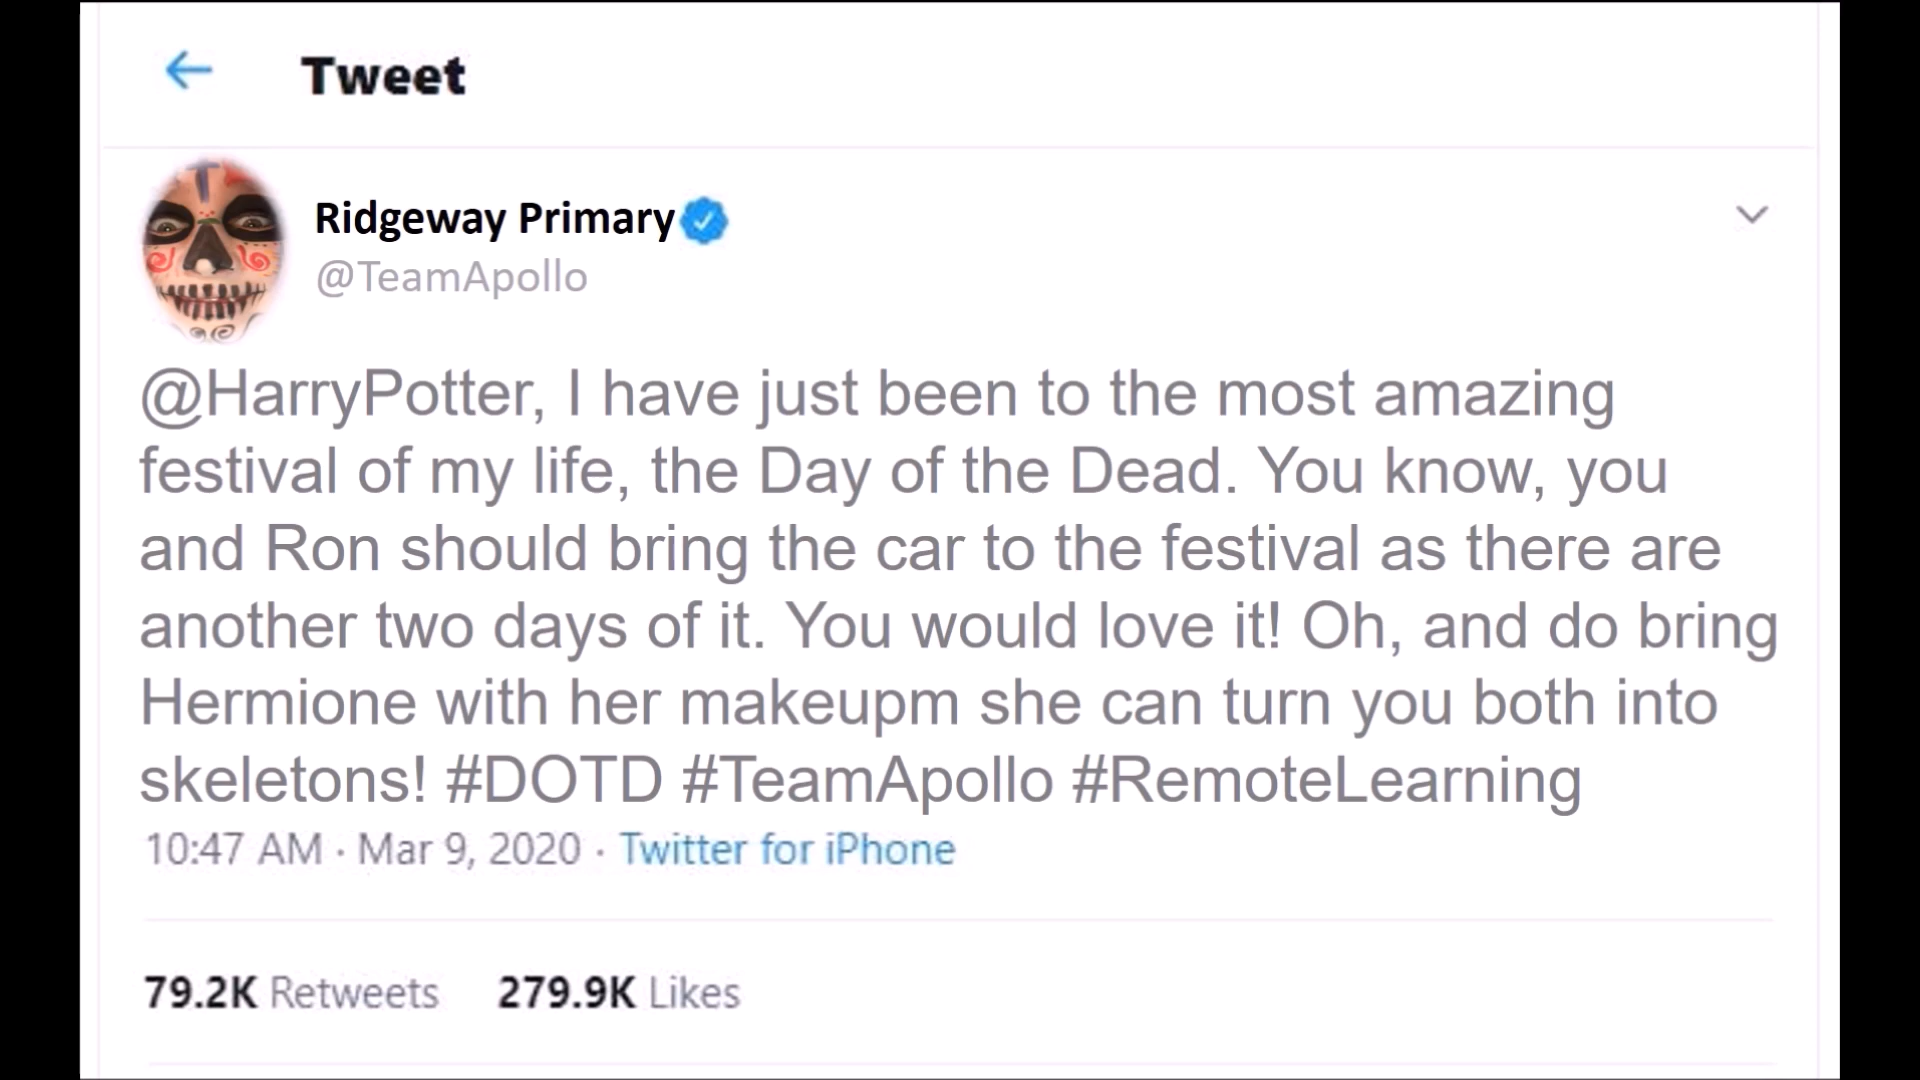 Tweet
Ridgeway Primary
@TeamApollo
@HarryPotter, I have just been to the most amazing
festival of my life, the Day of the Dead. You know, you
and Ron should bring the car to the festival as there are
another two days of it. You would love it! Oh, and do bring
Hermione with her makeupm she can turn you both into
skeletons! #DOTD #TeamApollo #RemoteLearning
10:47 AM · Mar 9, 2020 · Twitter for iPhone
79.2K Retweets 279.9K Likes